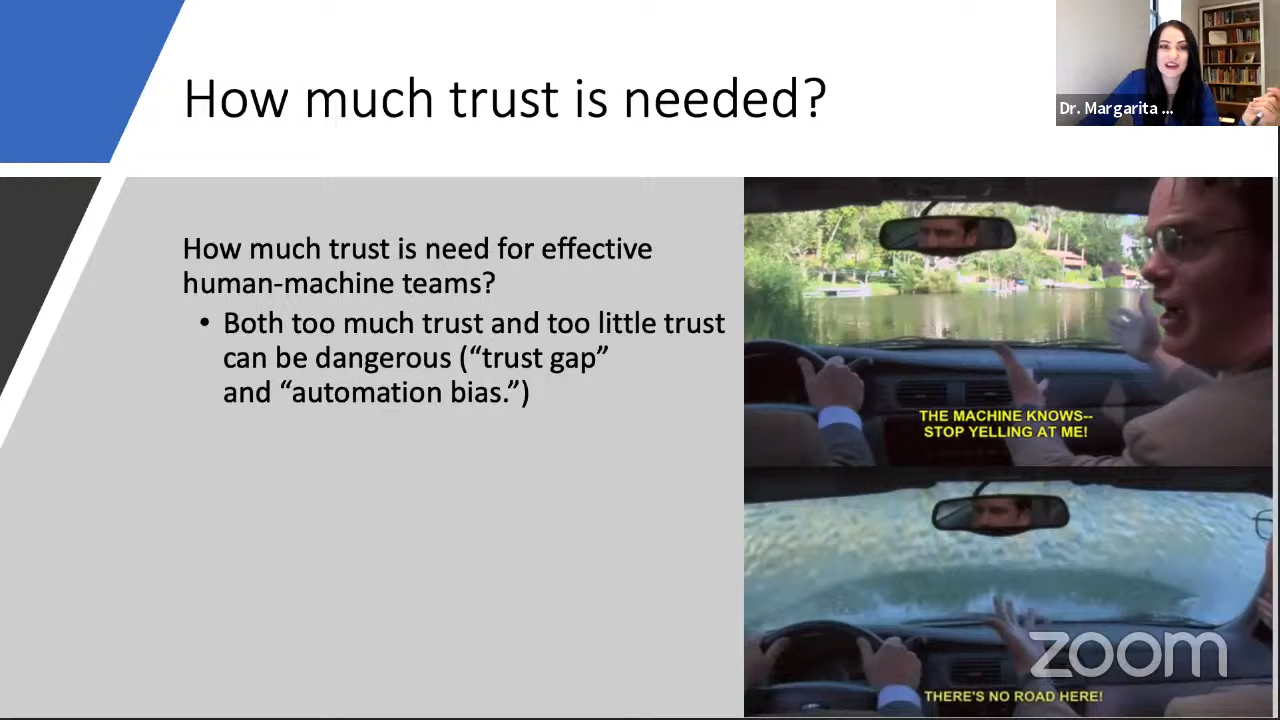 How much trust is needed?
Dr. Margarita ...
How much trust is need for effective
human-machine teams?
• Both too much trust and too little trust
can be dangerous (“trust gap”
and “automation bias.”)
THE MACHINE KNOWS--
STOP YELLING AT ME!
zoom
THERE'S NO ROAD HERE!